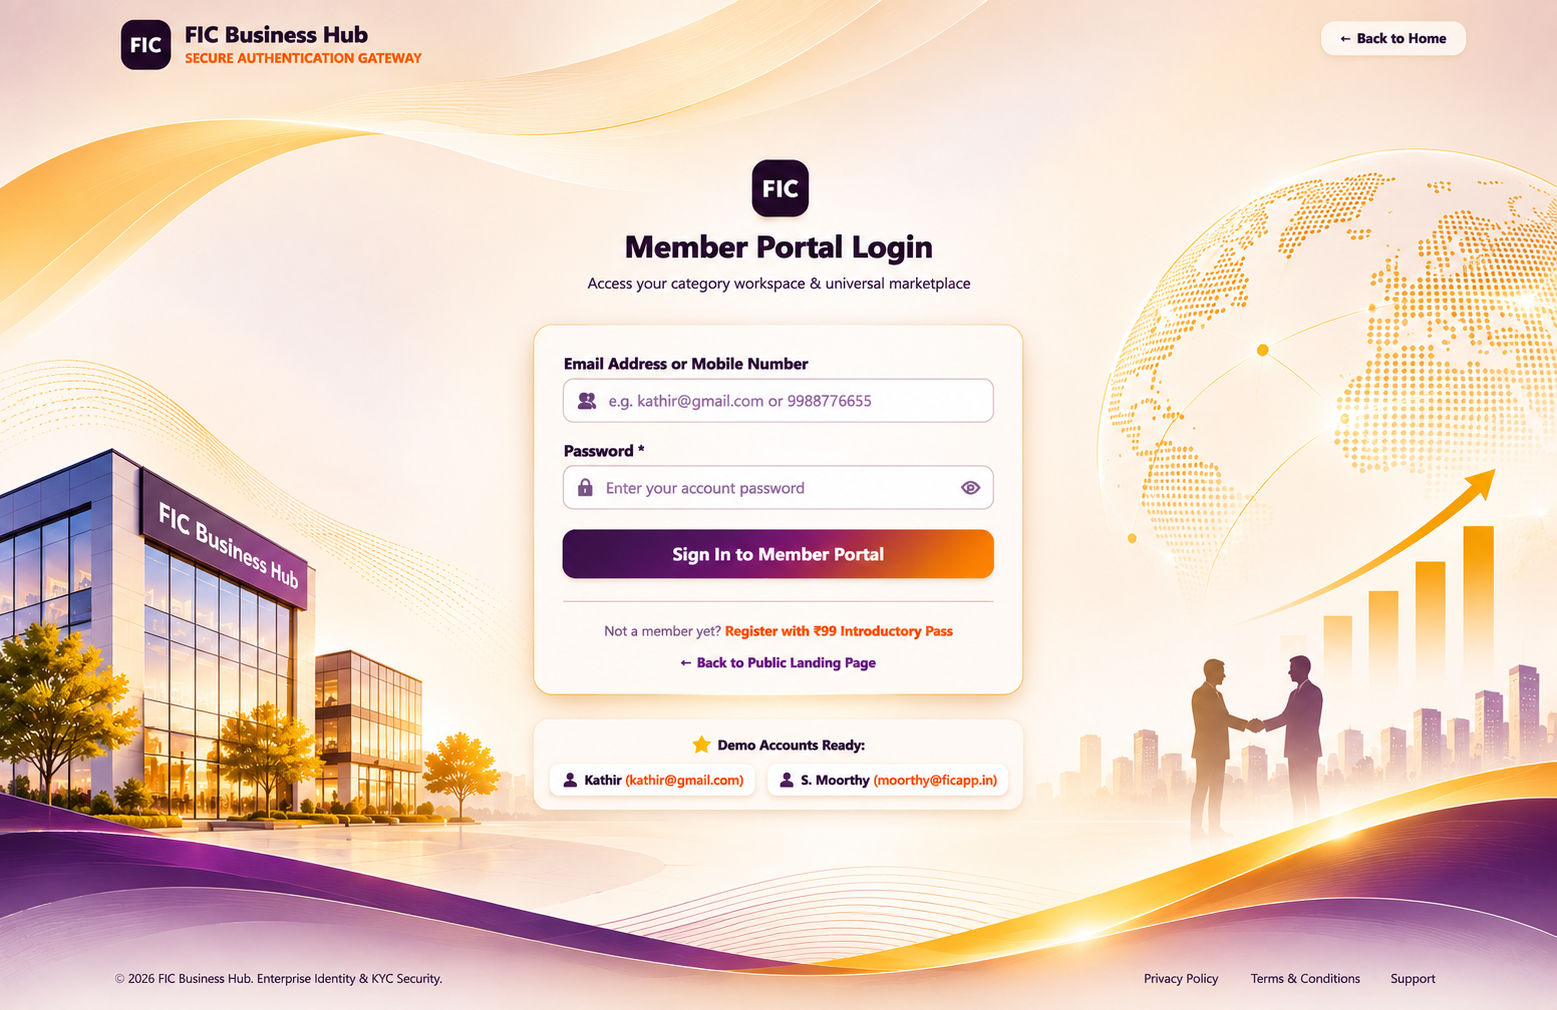 FIC
FIC Business Hub
SECURE AUTHENTICATION GATEWAY
← Back to Home
FIC
Member Portal Login
Access your category workspace & universal marketplace
Email Address or Mobile Number
e.g. kathir@gmail.com or 9988776655
Password *
Enter your account password
Sign In to Member Portal
Not a member yet? Register with ₹99 Introductory Pass
← Back to Public Landing Page
FIC Business Hub
Demo Accounts Ready:
Kathir (kathir@gmail.com)
S. Moorthy (moorthy@ficapp.in)
© 2026 FIC Business Hub. Enterprise Identity & KYC Security.
Privacy Policy
Terms & Conditions
Support